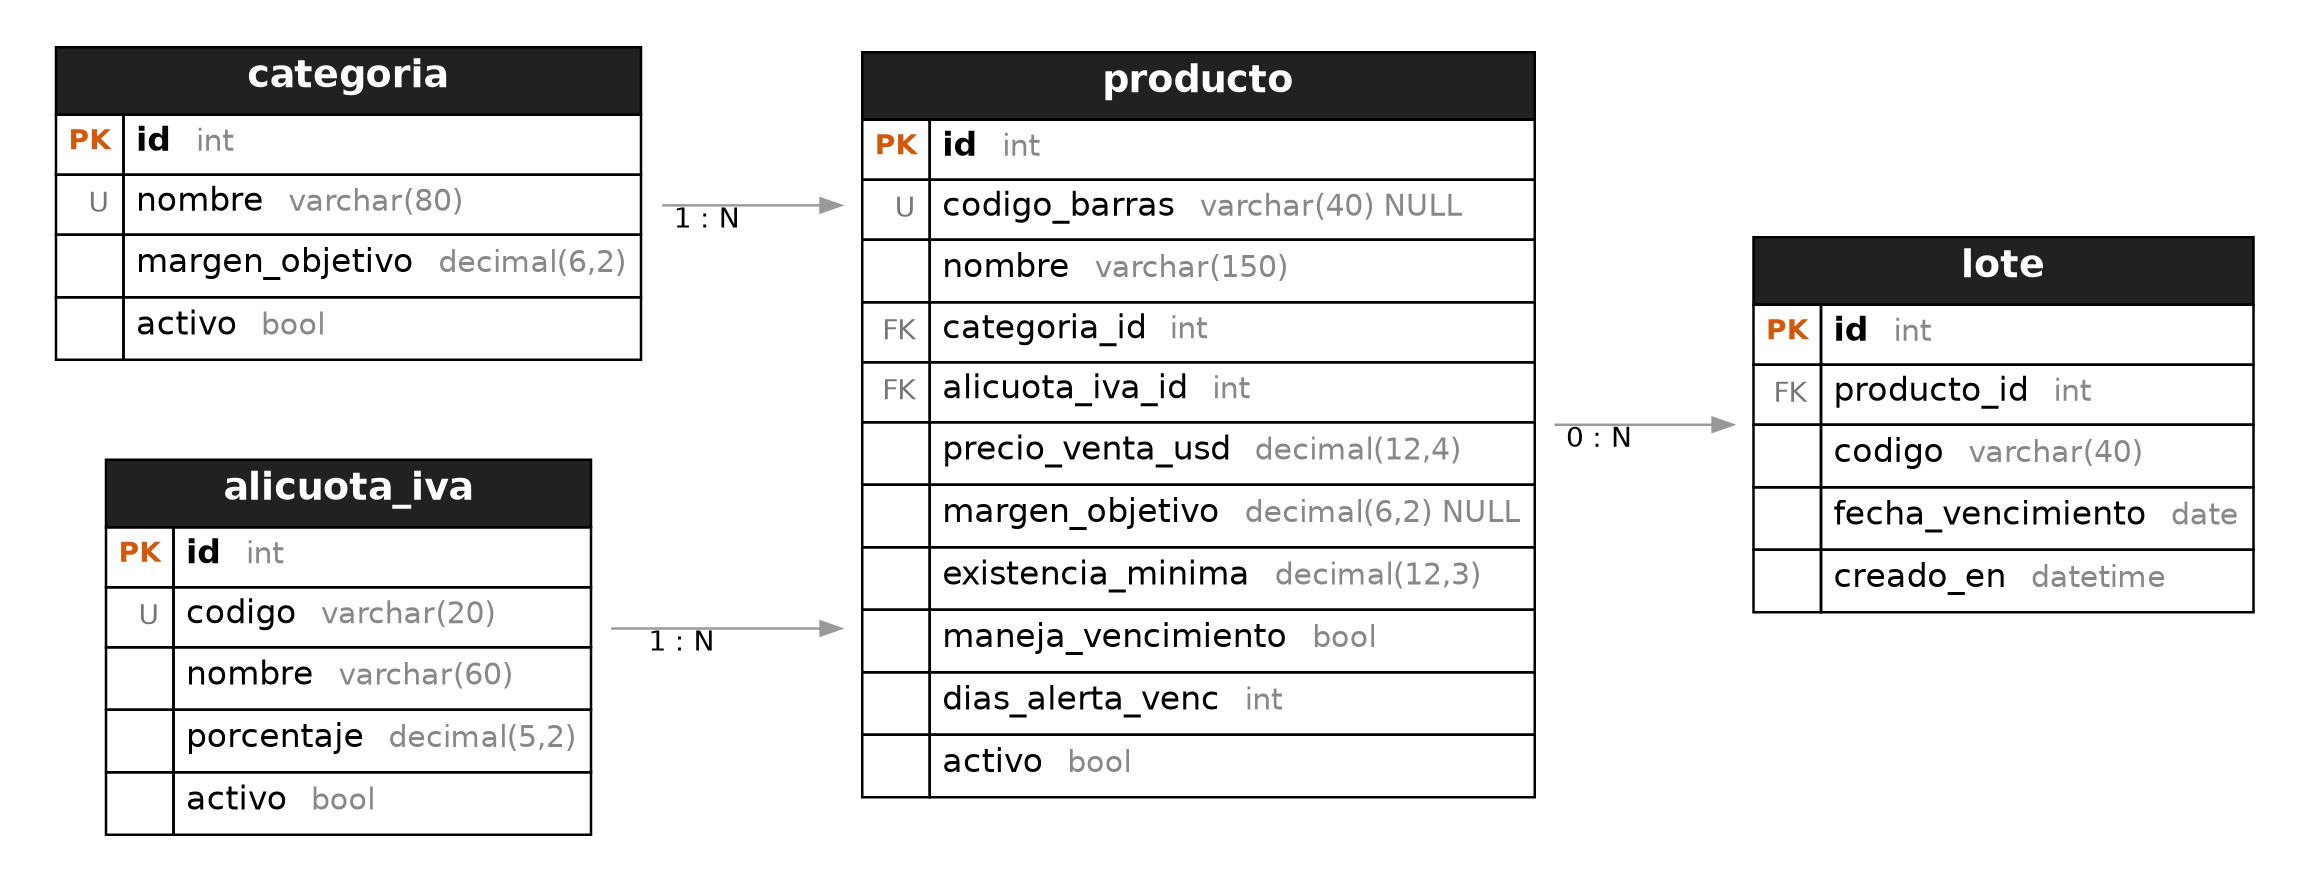 categoria
PK id int
U nombre varchar(80)
margen_objetivo decimal(6,2)
activo bool
1 : N
alicuota_iva
PK id int
U codigo varchar(20)
nombre varchar(60)
porcentaje decimal(5,2)
activo bool
1 : N
producto
PK id int
U codigo_barras varchar(40) NULL
nombre varchar(150)
FK categoria_id int
FK alicuota_iva_id int
precio_venta_usd decimal(12,4)
margen_objetivo decimal(6,2) NULL
existencia_minima decimal(12,3)
maneja_vencimiento bool
dias_alerta_venc int
activo bool
0 : N
lote
PK id int
FK producto_id int
codigo varchar(40)
fecha_vencimiento date
creado_en datetime